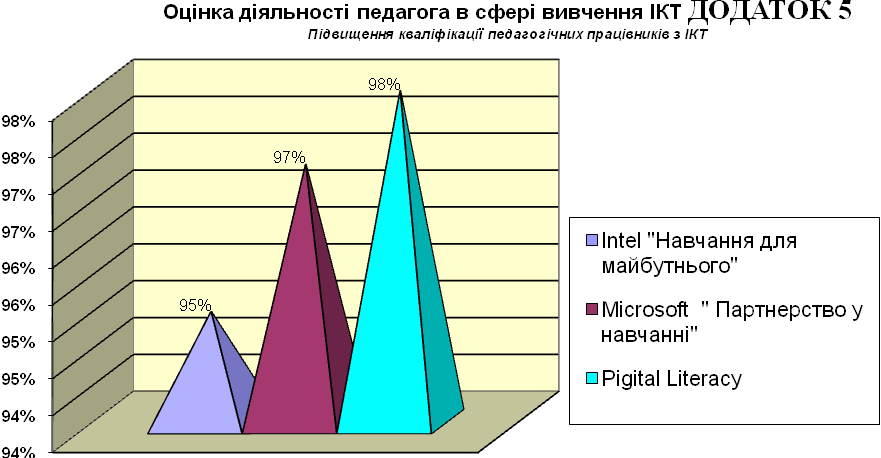 Оцінка діяльності педагога в сфері вивчення ІКТ ДОДАТОК 5
Підвищення кваліфікації педагогічних працівників з ІКТ
98%
98%
97%
97%
96%
96%
95%
95%
94%
94%
95%
97%
98%
Intel "Навчання для
майбутнього"
Microsoft " Партнерство у
навчанні"
Pigital Literacy